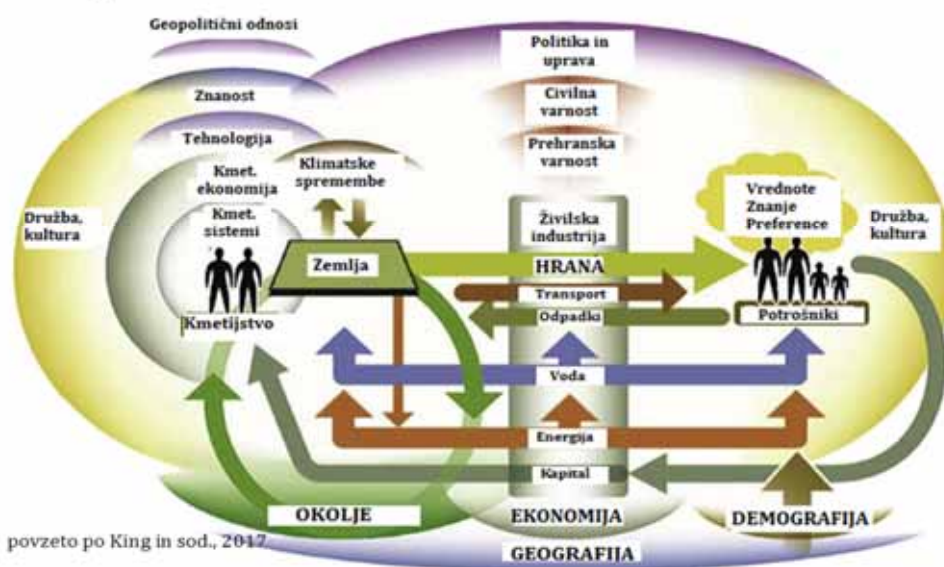 Geopolitični odnosi
Znanost
Tehnologija
Kmet.
ekonomija
Kmet.
sistemi
Klimatske
spremembe
Politika in
uprava
Civilna
varnost
Prehranska
varnost
Živilska
industrija
Vrednote
Znanje
Preference
Družba,
kultura
Družba,
kultura
Zemlja
HRANA
Transport
Odpadki
Kmetijstvo
Potrošniki
Voda
Energija
Kapital
OKOLJE
EKONOMIJA
DEMOGRAFIJA
povzeto po King in sod., 2017
GEOGRAFIJA